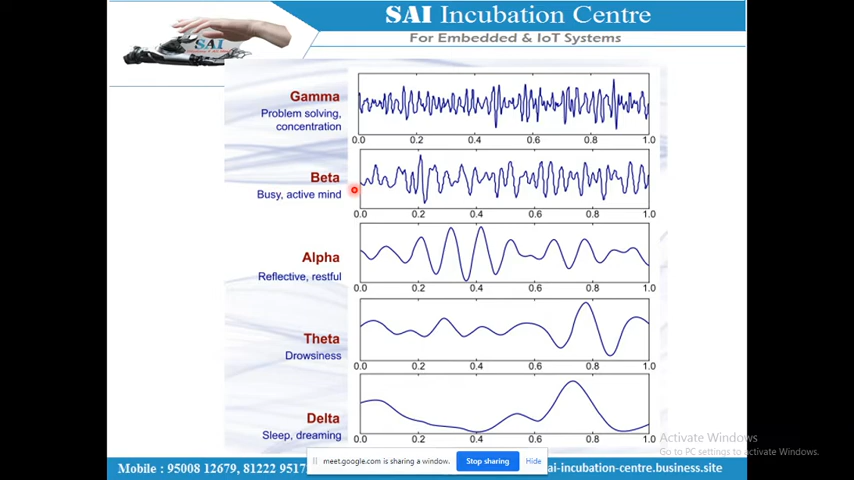 SAI Incubation Centre
For Embedded & IoT Systems
SAI
Gamma
Problem solving,
concentration
0.0 0.2 0.4 0.6 0.8 1.0
Beta
Busy, active mind
0.0 0.2 0.4 0.6 0.8 1.0
Alpha
Reflective, restful
0.0 0.2 0.4 0.6 0.8 1.0
Theta
Drowsiness
0.0 0.2 0.4 0.6 0.8 1.0
Delta
Sleep, dreaming
0.0 0.2 0.4 0.6 0.8 1.0
Activate Windows
Go to PC settings to activate Windows.
meet.google.com is sharing a window. Stop sharing Hide
Mobile : 95008 12679, 81222 9517 ai-incubation-centre.business.site